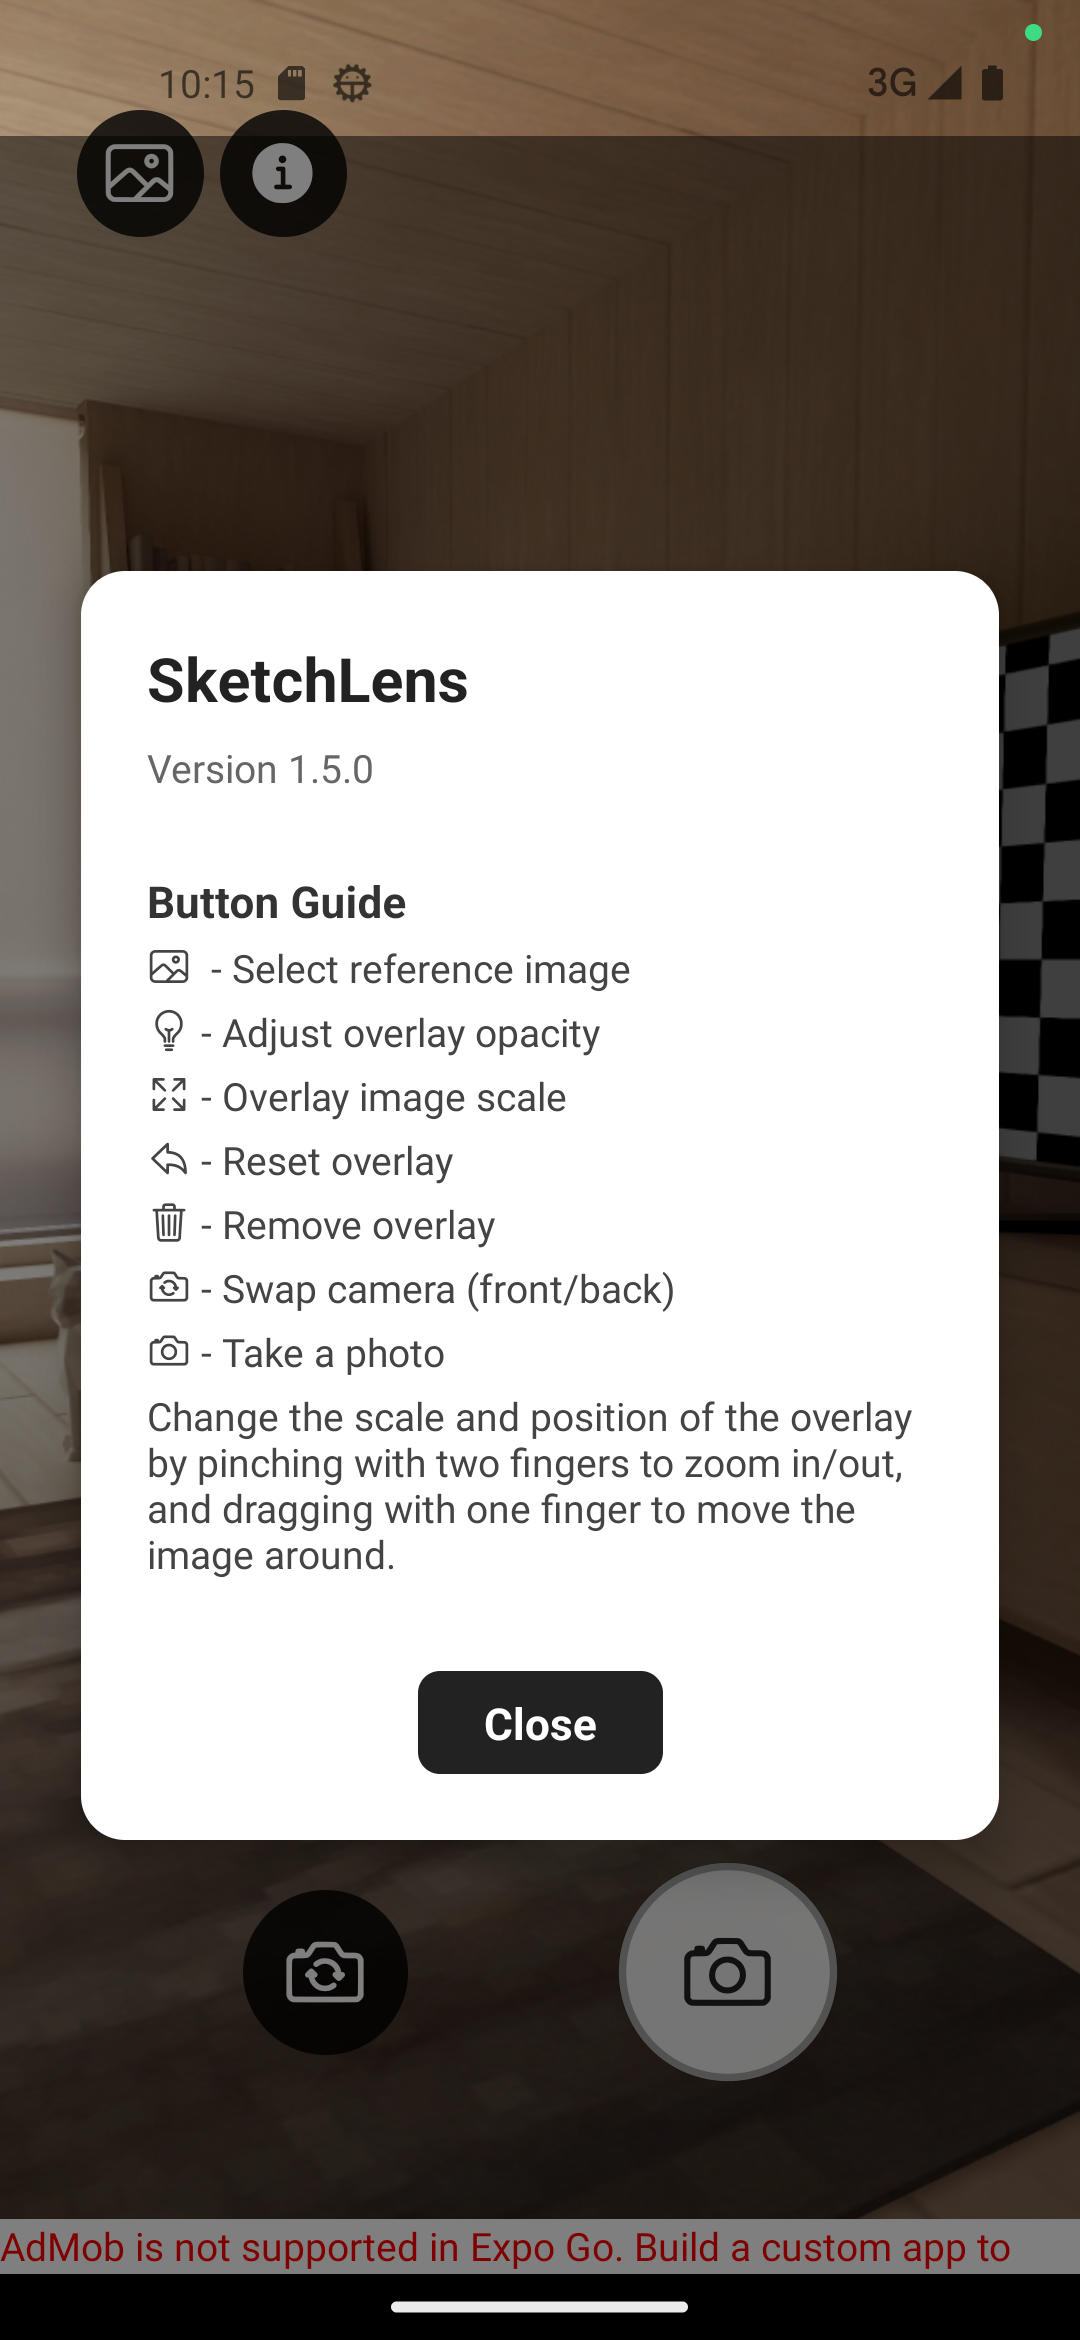 10:15
3G
SketchLens
Version 1.5.0
Button Guide
- Select reference image
- Adjust overlay opacity
- Overlay image scale
- Reset overlay
- Remove overlay
- Swap camera (front/back)
- Take a photo
Change the scale and position of the overlay
by pinching with two fingers to zoom in/out,
and dragging with one finger to move the
image around.
Close
AdMob is not supported in Expo Go. Build a custom app to